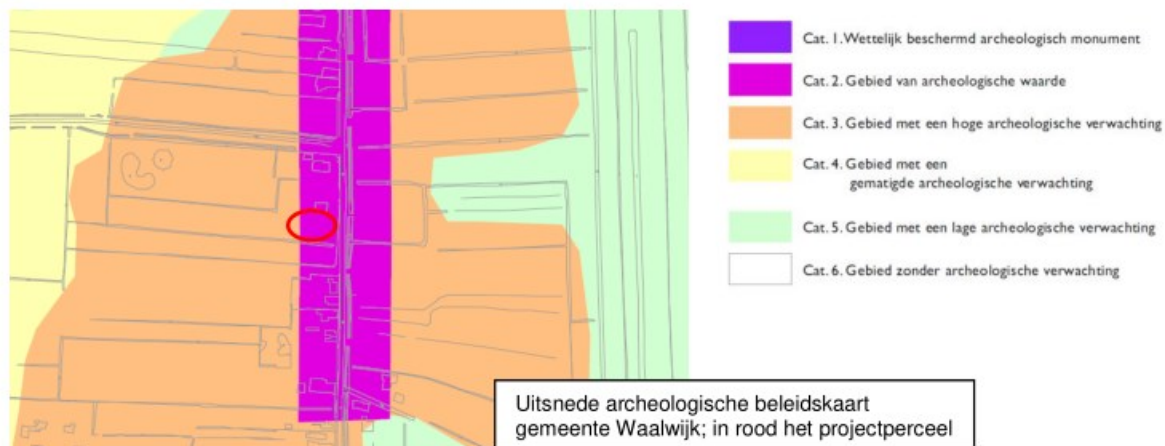 Cat. 1. Wettelijk beschermd archeologisch monument
Cat. 2. Gebied van archeologische waarde
Cat. 3. Gebied met een hoge archeologische verwachting
Cat. 4. Gebied met een
gematigde archeologische verwachting
Cat. 5. Gebied met een lage archeologische verwachting
Cat. 6. Gebied zonder archeologische verwachting
Uitsnede archeologische beleidskaart
gemeente Waalwijk; in rood het projectperceel